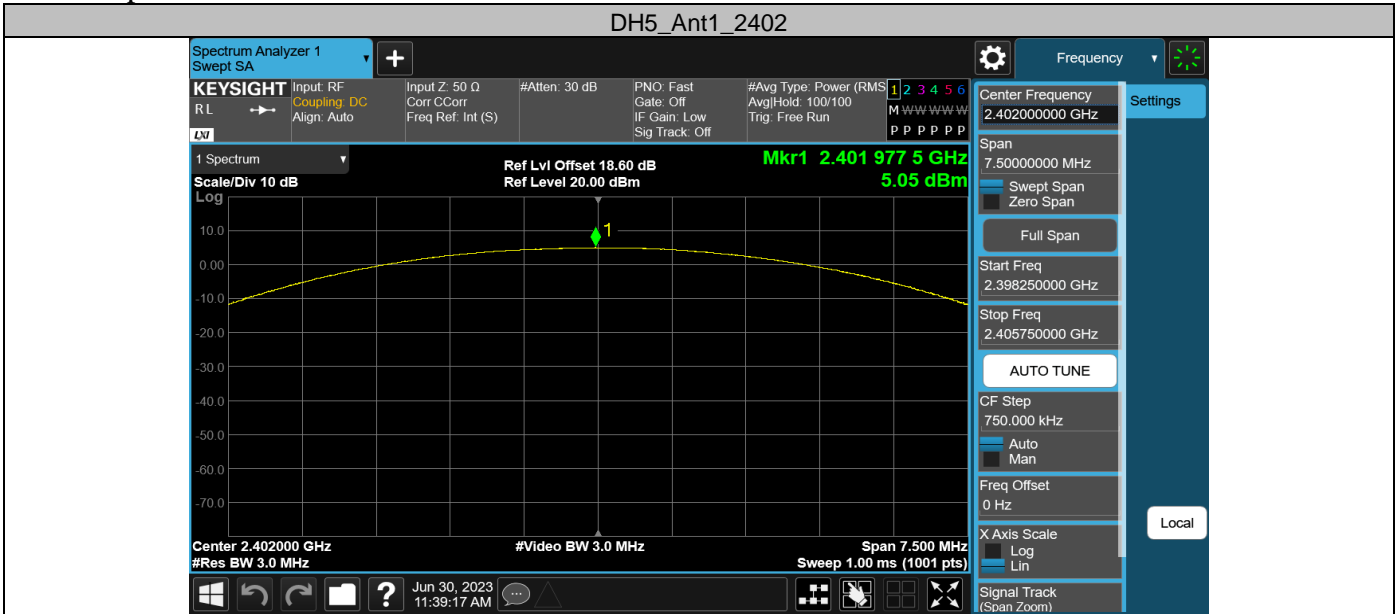 DH5_Ant1_2402
Spectrum Analyzer 1
Swept SA
+
Frequency
KEYSIGHT
RL
LXI
Input: RF
Coupling: DC
Align: Auto
Input Z: 50 Ω
Corr CCorr
Freq Ref: Int (S)
#Atten: 30 dB
PNO: Fast
Gate: Off
IF Gain: Low
Sig Track: Off
#Avg Type: Power (RMS
Avg|Hold: 100/100
Trig: Free Run
1 2 3 4 5 6
M W W W W W
P P P P P P
1 Spectrum
Scale/Div 10 dB
Log
Ref Lvl Offset 18.60 dB
Ref Level 20.00 dBm
Mkr1 2.401 977 5 GHz
5.05 dBm
1
10.0
0.00
-10.0
-20.0
-30.0
-40.0
-50.0
-60.0
-70.0
Center 2.402000 GHz
#Res BW 3.0 MHz
#Video BW 3.0 MHz
Span 7.500 MHz
Sweep 1.00 ms (1001 pts)
?
Jun 30, 2023
11:39:17 AM
Center Frequency
2.402000000 GHz
Span
7.50000000 MHz
Swept Span
Zero Span
Full Span
Start Freq
2.398250000 GHz
Stop Freq
2.405750000 GHz
AUTO TUNE
CF Step
750.000 kHz
Auto
Man
Freq Offset
0 Hz
X Axis Scale
Log
Lin
Signal Track
(Span Zoom)
Settings
Local